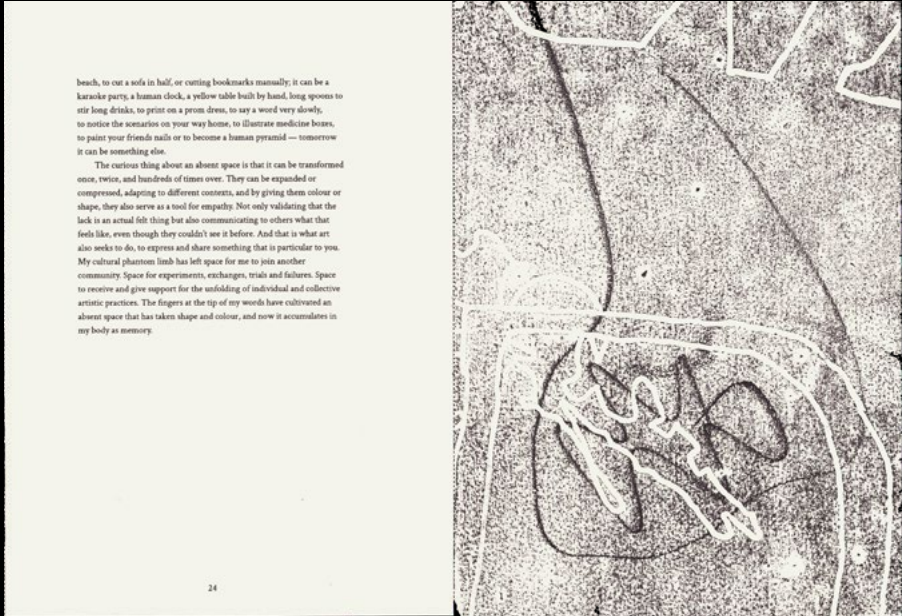 beach, to cut a sofa in half, or cutting bookmarks manually; it can be a
karaoke party, a human clock, a yellow table built by hand, long spoons to
stir long drinks, to print on a prom dress, to say a word very slowly,
to notice the scenarios on your way home, to illustrate medicine boxes,
to paint your friends nails or to become a human pyramid — tomorrow
it can be something else.
The curious thing about an absent space is that it can be transformed
once, twice, and hundreds of times over. They can be expanded or
compressed, adapting to different contexts, and by giving them colour or
shape, they also serve as a tool for empathy. Not only validating that the
lack is an actual felt thing but also communicating to others what that
feels like, even though they couldn't see it before. And that is what art
also seeks to do, to express and share something that is particular to you.
My cultural phantom limb has left space for me to join another
community. Space for experiments, exchanges, trials and failures. Space
to receive and give support for the unfolding of individual and collective
artistic practices. The fingers at the tip of my words have cultivated an
absent space that has taken shape and colour, and now it accumulates in
my body as memory.
24